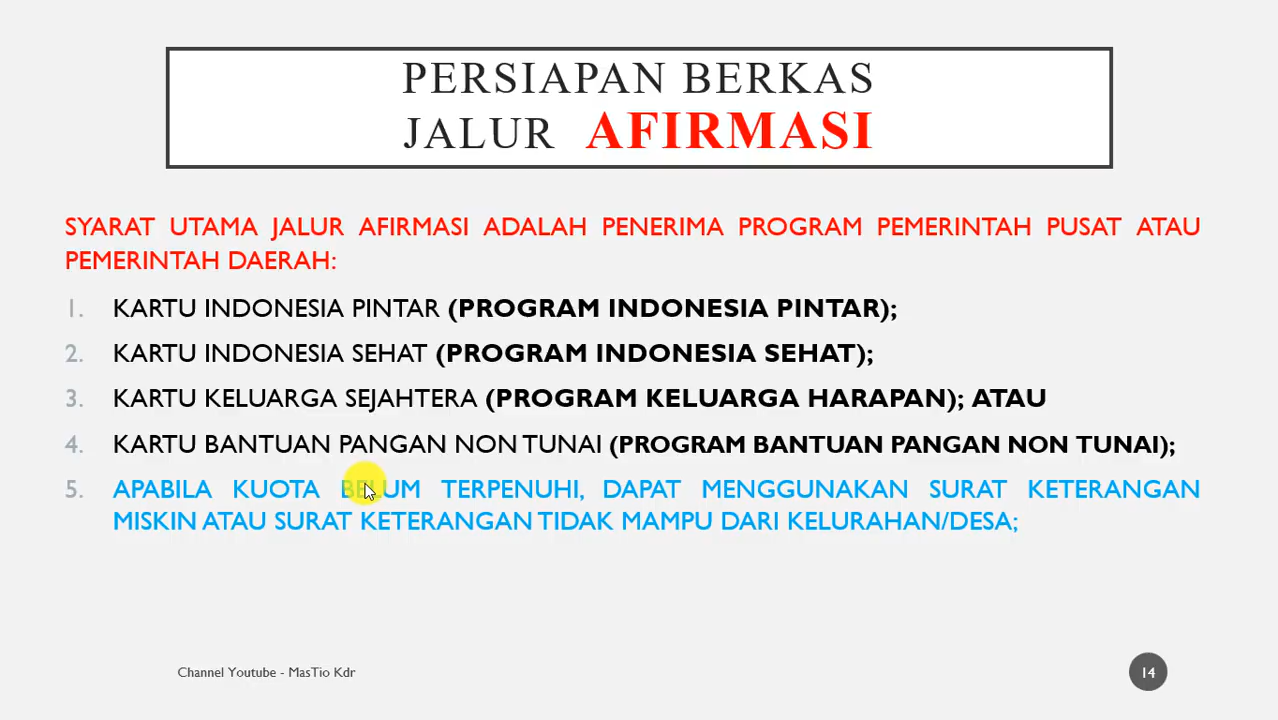 PERSIAPAN BERKAS
JALUR AFIRMASI
SYARAT UTAMA JALUR AFIRMASI ADALAH PENERIMA PROGRAM PEMERINTAH PUSAT ATAU
PEMERINTAH DAERAH:
1. KARTU INDONESIA PINTAR (PROGRAM INDONESIA PINTAR);
2. KARTU INDONESIA SEHAT (PROGRAM INDONESIA SEHAT);
3. KARTU KELUARGA SEJAHTERA (PROGRAM KELUARGA HARAPAN); ATAU
4. KARTU BANTUAN PANGAN NON TUNAI (PROGRAM BANTUAN PANGAN NON TUNAI);
5. APABILA KUOTA BELUM TERPENUHI, DAPAT MENGGUNAKAN SURAT KETERANGAN
MISKIN ATAU SURAT KETERANGAN TIDAK MAMPU DARI KELURAHAN/DESA;
Channel Youtube - MasTio Kdr
14